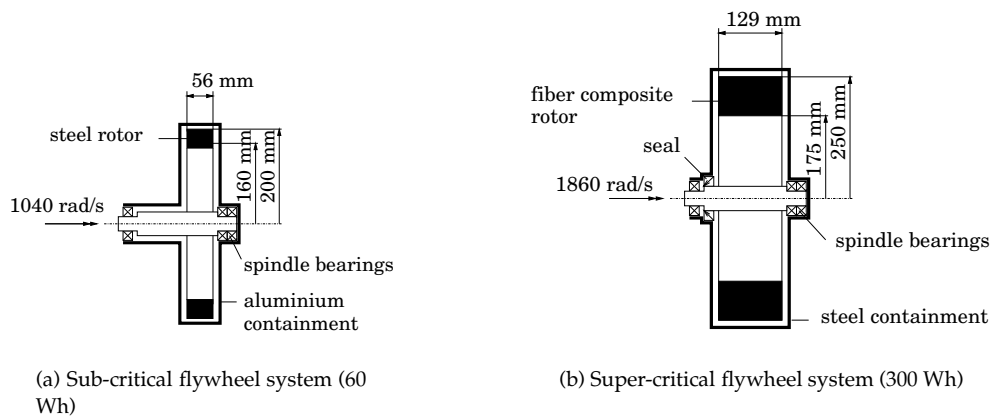 56 mm
steel rotor
160 mm
200 mm
1040 rad/s
spindle bearings
aluminium
containment
(a) Sub-critical flywheel system (60
Wh)
129 mm
fiber composite
rotor
175 mm
250 mm
seal
1860 rad/s
spindle bearings
steel containment
(b) Super-critical flywheel system (300 Wh)